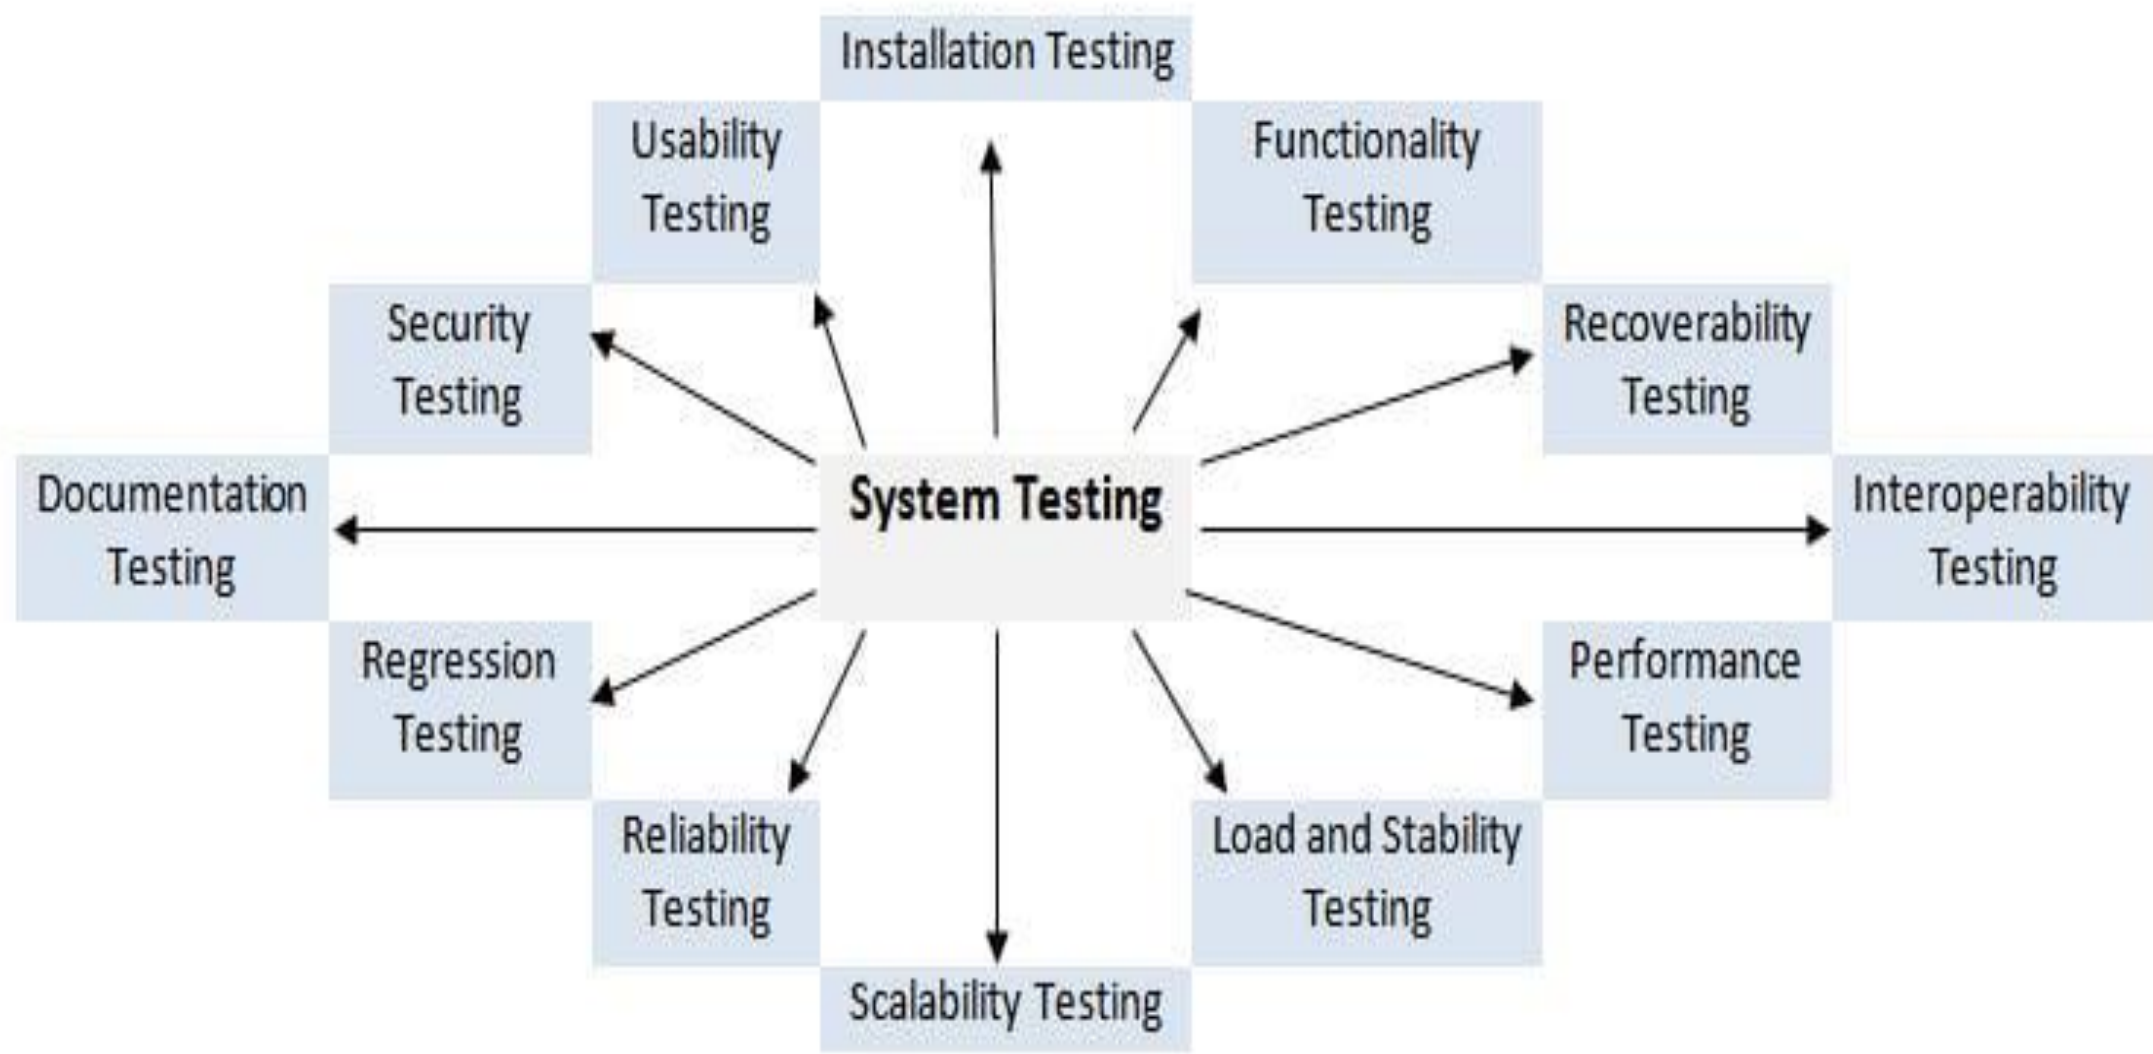 Installation Testing
Usability
Testing
Functionality
Testing
Security
Testing
Recoverability
Testing
Documentation
Testing
System Testing
Interoperability
Testing
Regression
Testing
Performance
Testing
Reliability
Testing
Load and Stability
Testing
Scalability Testing